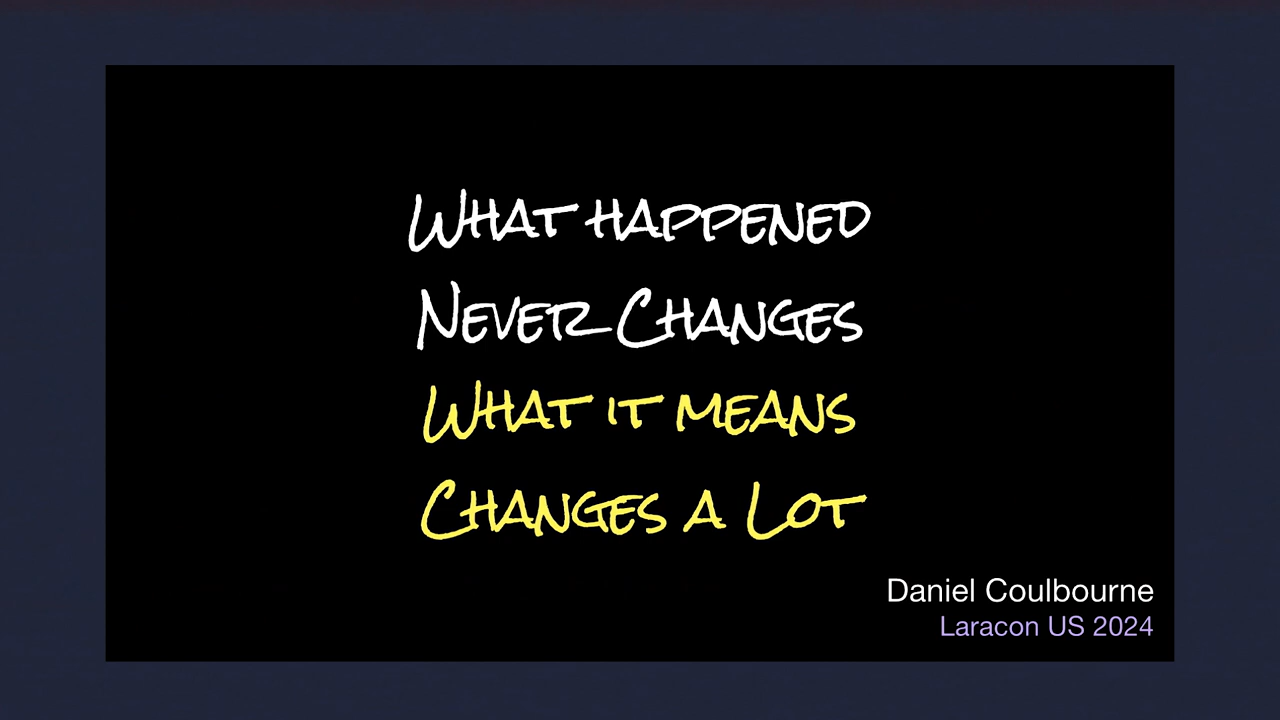 What happened
Never Changes
What it means
Changes a Lot
Daniel Coulbourne
Laracon US 2024